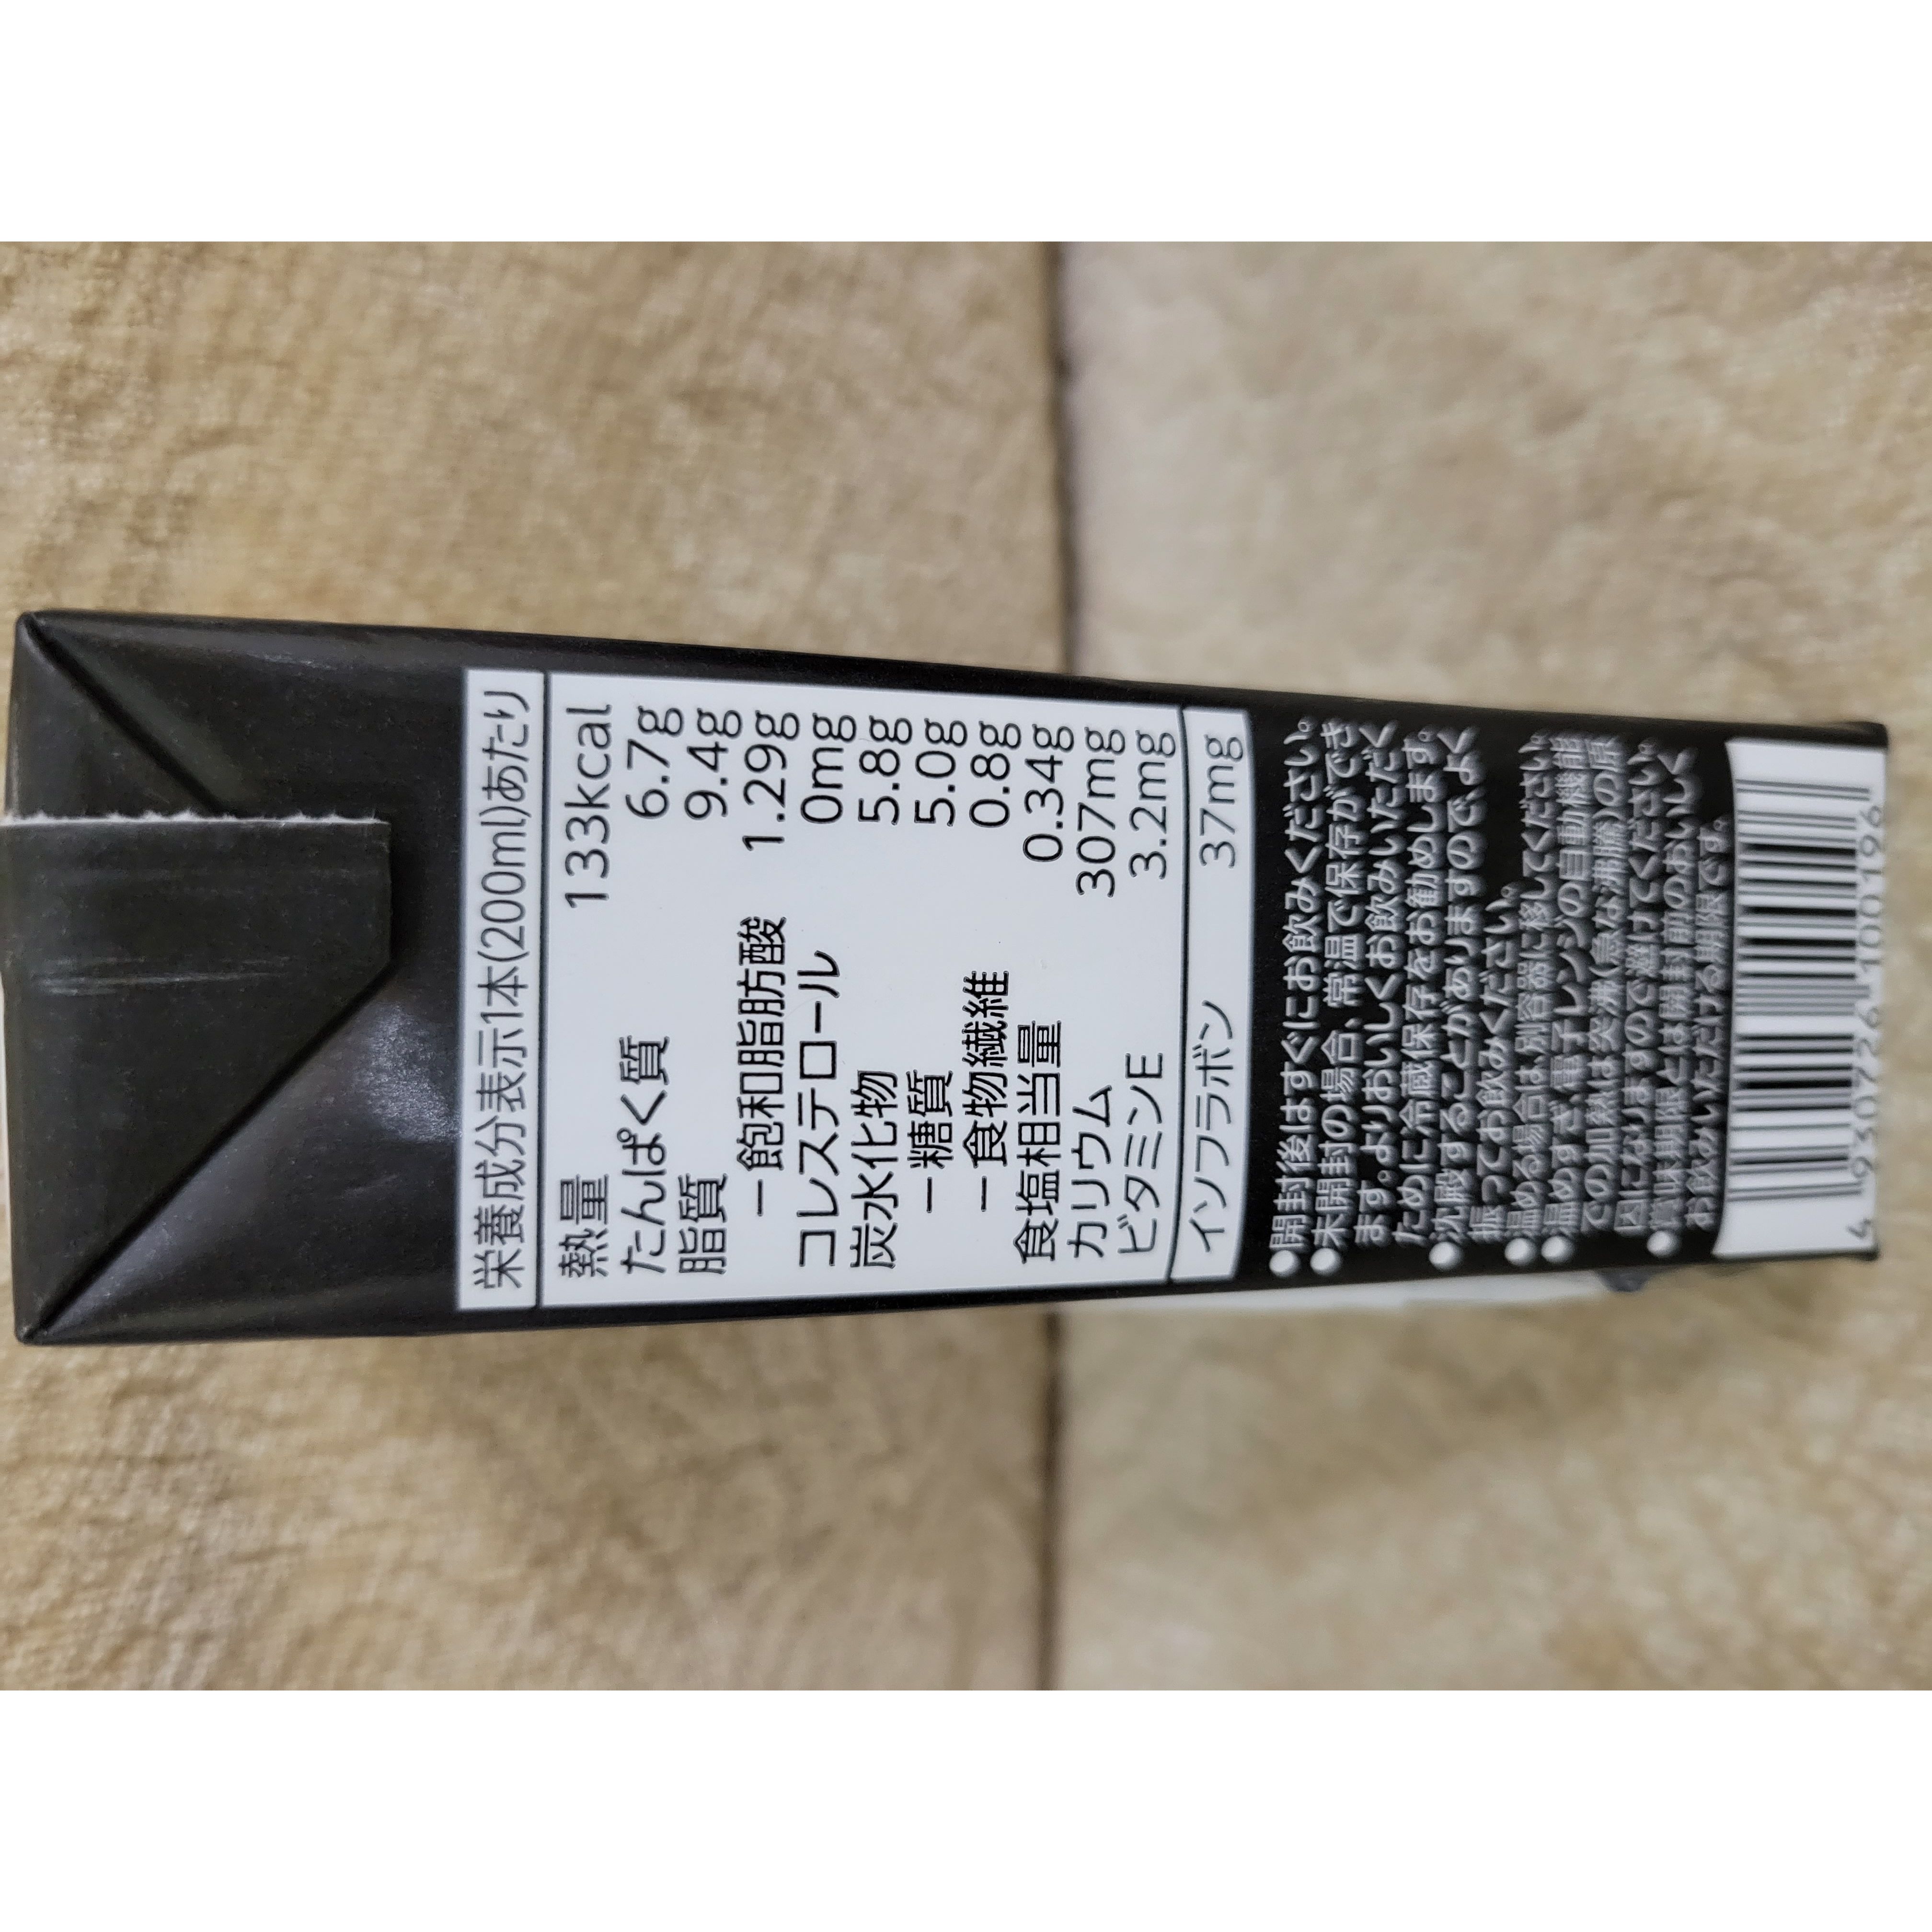 栄養成分表示1本(200ml)あたり
熱量 133kcal
たんぱく質 6.7g
脂質 9.4g
－飽和脂肪酸 1.29g
コレステロール 0mg
炭水化物 5.8g
－糖質 5.0g
－食物繊維 0.8g
食塩相当量 0.34g
カリウム 307mg
ビタミンE 3.2mg
イソフラボン 37mg
●開封後はすぐにお飲みください。
●未開封の場合、常温で保存ができ
ます。よりおいしくお飲みいただく
ために冷蔵保存をお勧めします。
●沈殿することがありますので、よく
振ってお飲みください。
●温める場合は、別容器に移してください。
●温めすぎ、電子レンジの自動機能
での加熱は突沸(急な沸騰)の原
因になりますので避けてください。
●賞味期限とは開封前のおいしく
お飲みいただける期限です。
4 930726 100196